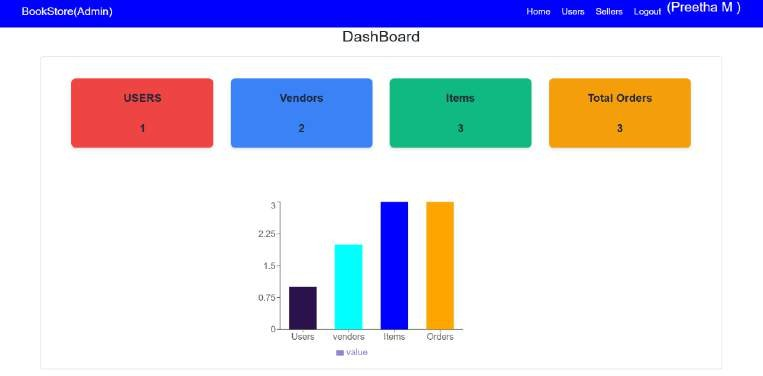 BookStore(Admin) Home Users Sellers Logout (Preetha M )
DashBoard
USERS Vendors Items Total Orders
1 2 3 3
3
2.25
1.5
0.75
0
Users vendors Items Orders
value